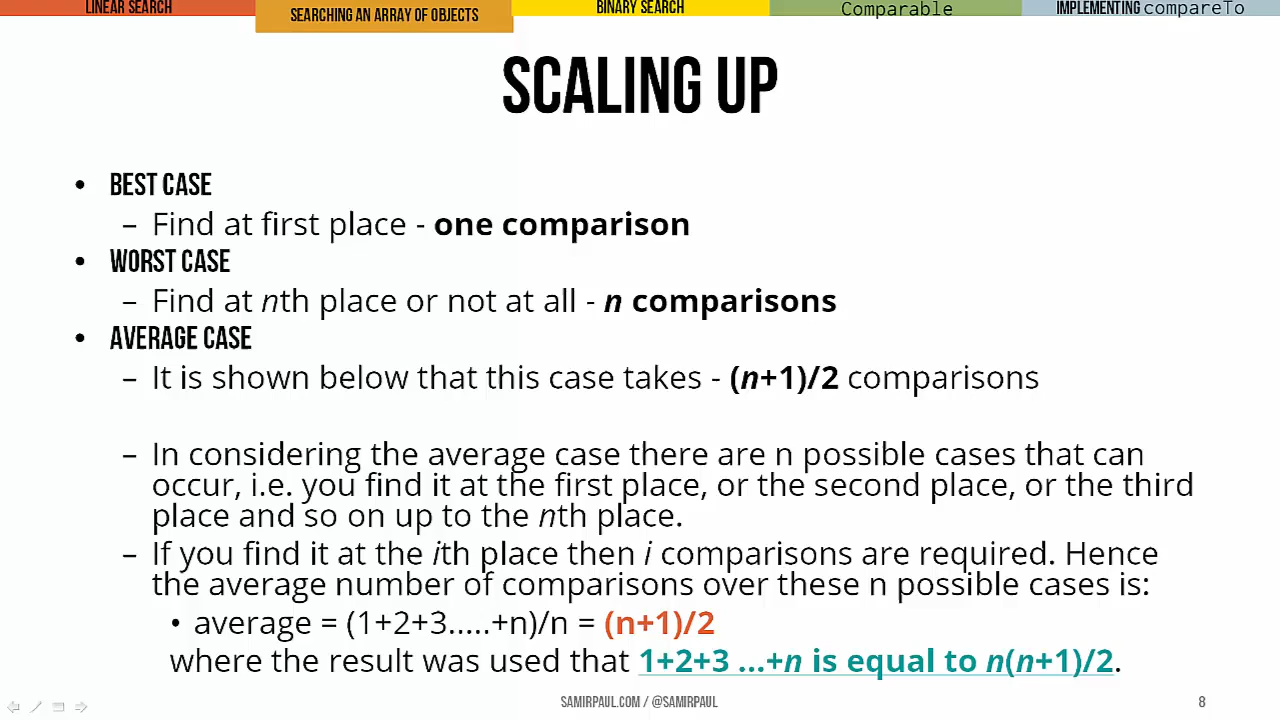 LINEAR SEARCH
SEARCHING AN ARRAY OF OBJECTS
BINARY SEARCH
Comparable
IMPLEMENTING compareTo
SCALING UP
• BEST CASE
– Find at first place - one comparison
• WORST CASE
– Find at nth place or not at all - n comparisons
• AVERAGE CASE
– It is shown below that this case takes - (n+1)/2 comparisons
– In considering the average case there are n possible cases that can
occur, i.e. you find it at the first place, or the second place, or the third
place and so on up to the nth place.
– If you find it at the ith place then i comparisons are required. Hence
the average number of comparisons over these n possible cases is:
• average = (1+2+3.....+n)/n = (n+1)/2
where the result was used that 1+2+3 ...+n is equal to n(n+1)/2.
SAMIRPAUL.COM / @SAMIRPAUL
8